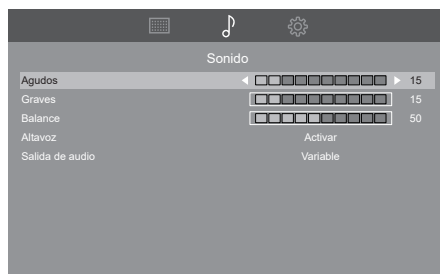 Sonido
Agudos 15
Graves 15
Balance 50
Altavoz Activar
Salida de audio Variable